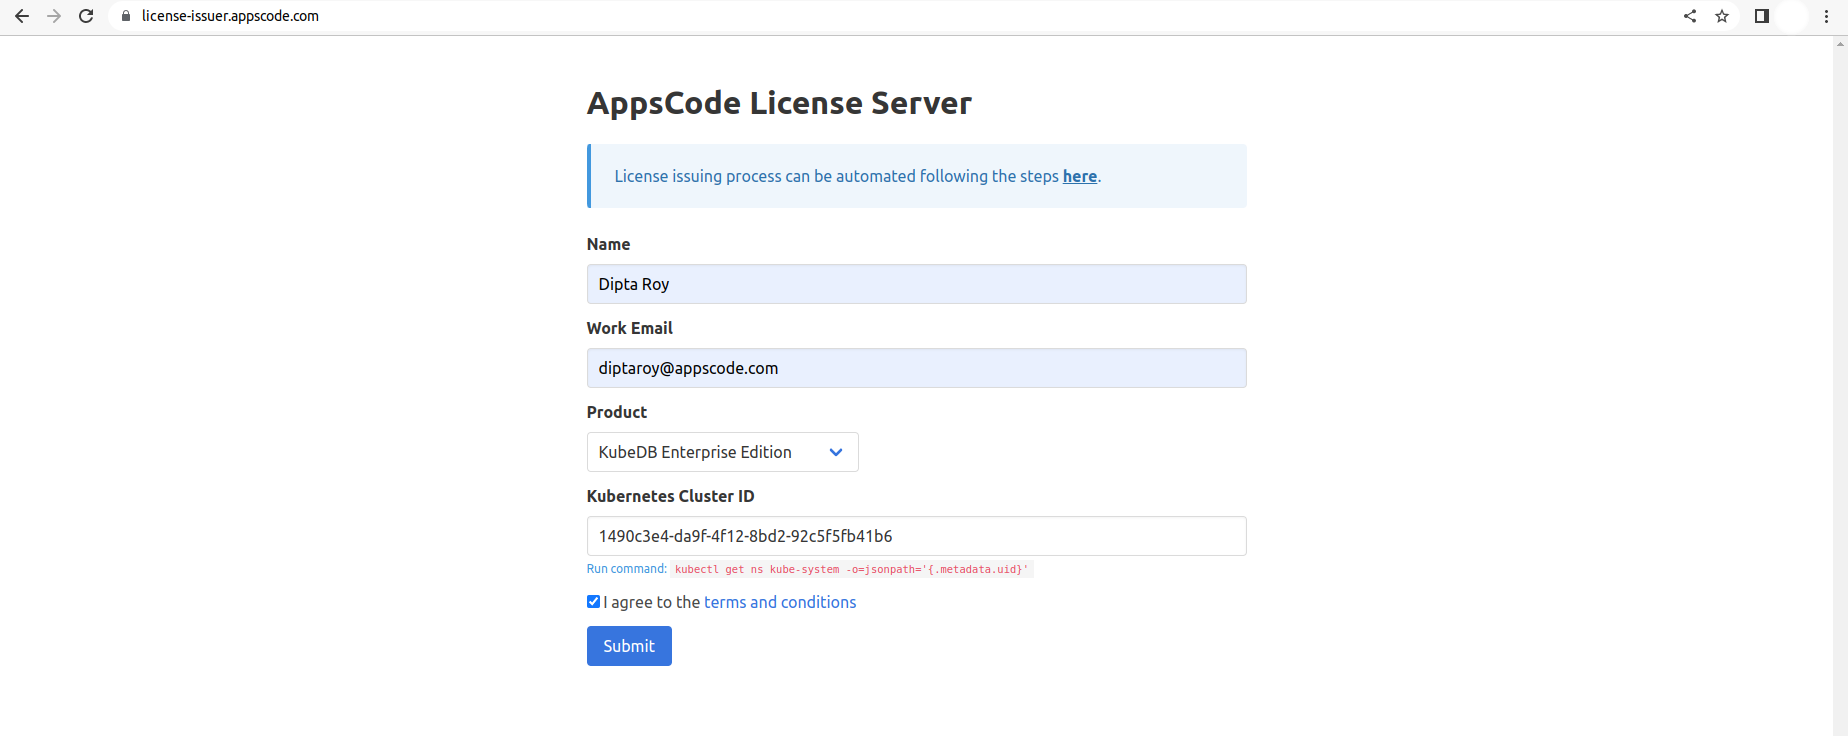 license-issuer.appscode.com
AppsCode License Server
License issuing process can be automated following the steps here.
Name
Dipta Roy
Work Email
diptaroy@appscode.com
Product
KubeDB Enterprise Edition
Kubernetes Cluster ID
1490c3e4-da9f-4f12-8bd2-92c5f5fb41b6
Run command: kubectl get ns kube-system -o=jsonpath='{.metadata.uid}'
I agree to the terms and conditions
Submit